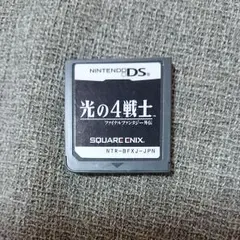 NINTENDO DS
光の4戦士
ファイナルファンタジー外伝
SQUARE ENIX
NTR-BFXJ-JPN